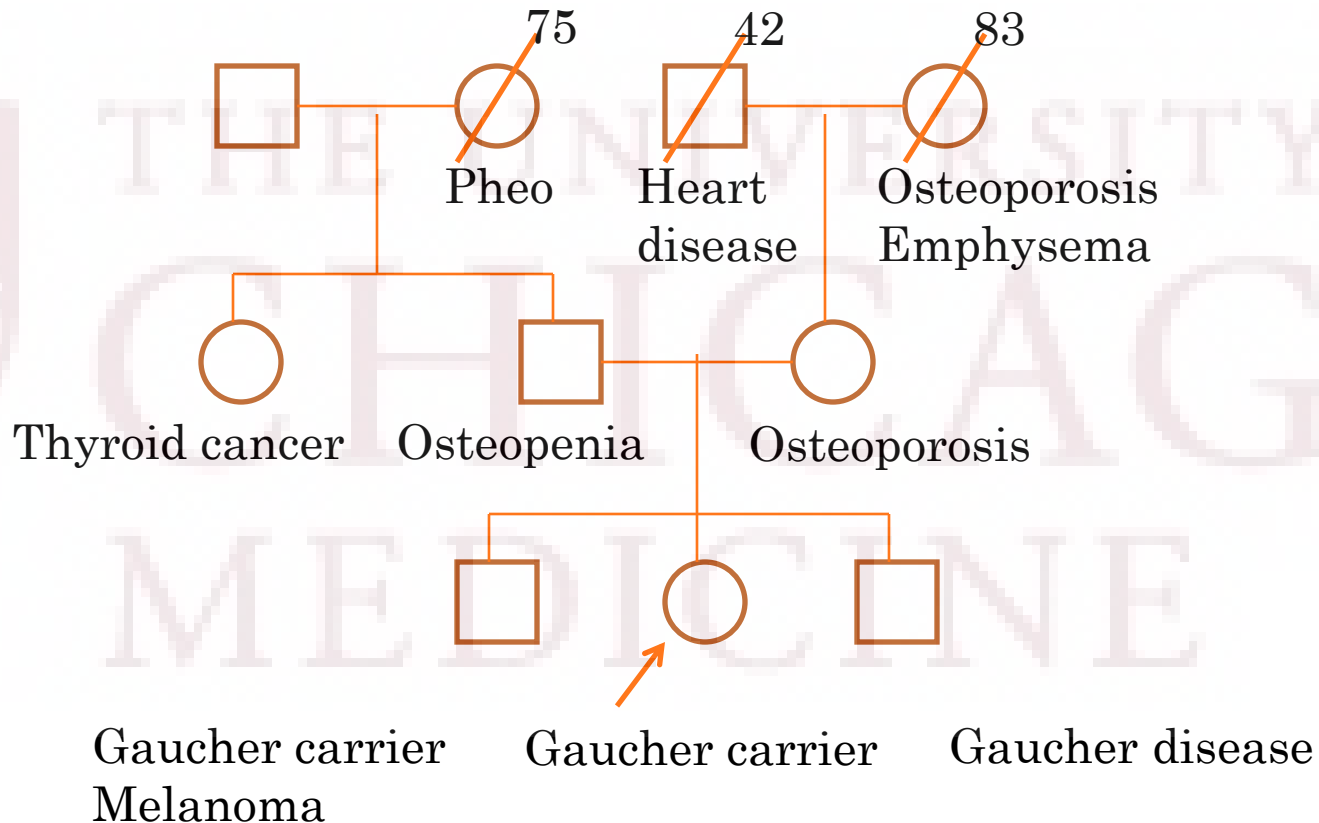 75 42 83
Pheo Heart Osteoporosis
disease Emphysema
Thyroid cancer Osteopenia Osteoporosis
Gaucher carrier Gaucher carrier Gaucher disease
Melanoma
THE UNIVERSITY
CHICAG
MEDICINE